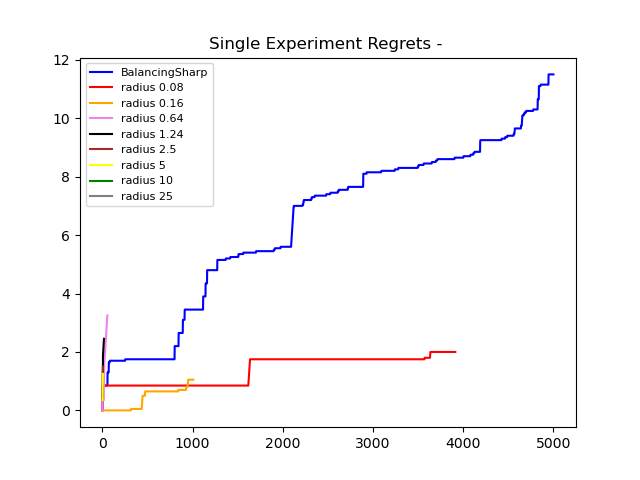 Single Experiment Regrets -
12
10
8
6
4
2
0
BalancingSharp
radius 0.08
radius 0.16
radius 0.64
radius 1.24
radius 2.5
radius 5
radius 10
radius 25
0 1000 2000 3000 4000 5000